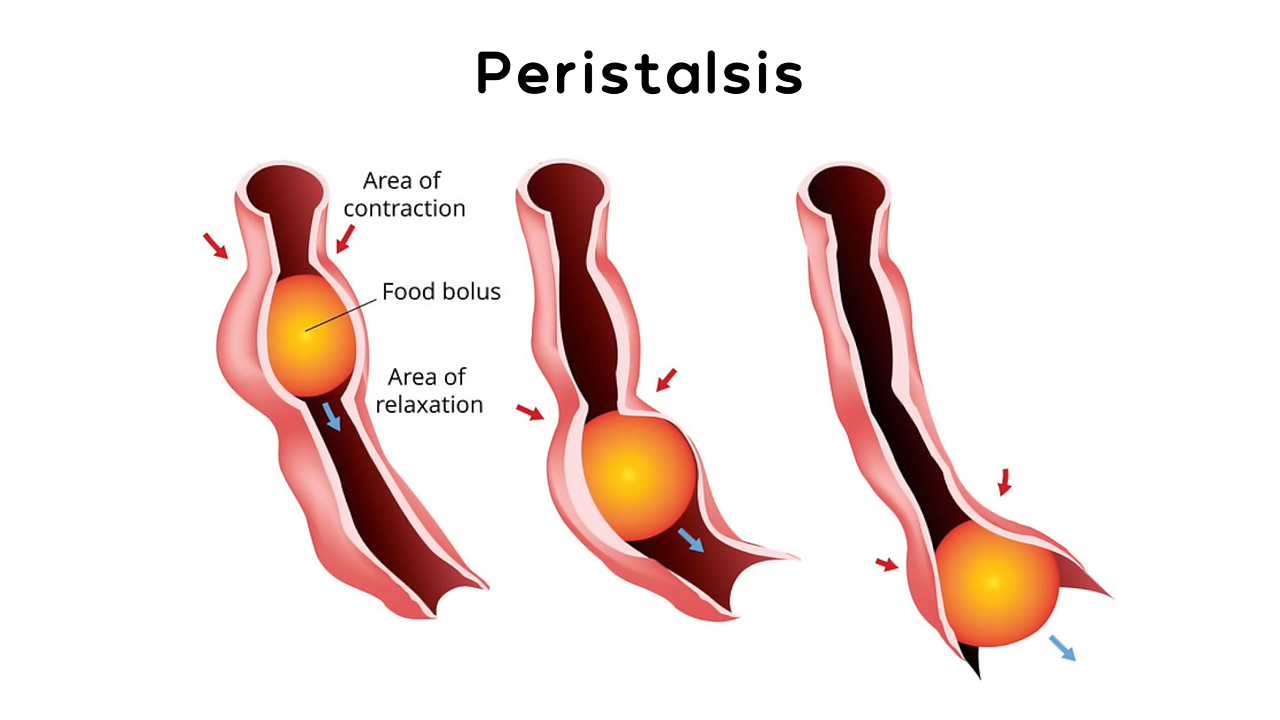 Peristalsis
Area of
contraction
Food bolus
Area of
relaxation